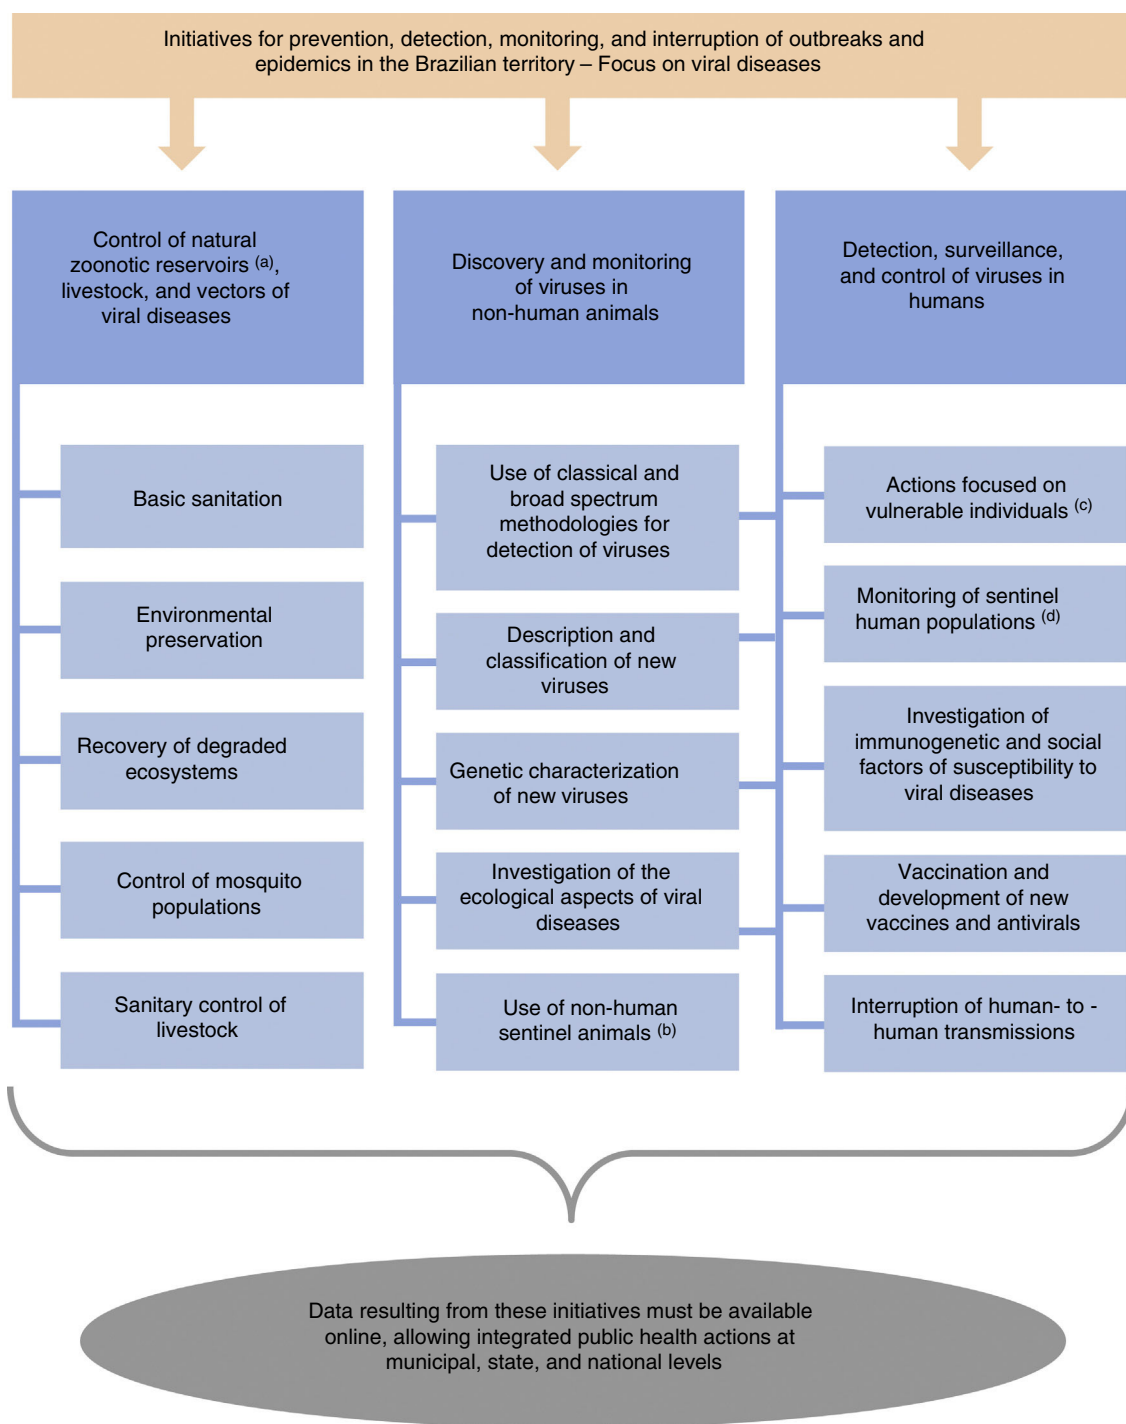 Initiatives for prevention, detection, monitoring, and interruption of outbreaks and
epidemics in the Brazilian territory – Focus on viral diseases
Control of natural
zoonotic reservoirs (a),
livestock, and vectors of
viral diseases
Discovery and monitoring
of viruses in
non-human animals
Detection, surveillance,
and control of viruses in
humans
Basic sanitation
Environmental
preservation
Recovery of degraded
ecosystems
Control of mosquito
populations
Sanitary control of
livestock
Use of classical and
broad spectrum
methodologies for
detection of viruses
Description and
classification of new
viruses
Genetic characterization
of new viruses
Investigation of the
ecological aspects of viral
diseases
Use of non-human
sentinel animals (b)
Actions focused on
vulnerable individuals (c)
Monitoring of sentinel
human populations (d)
Investigation of
immunogenetic and social
factors of susceptibility to
viral diseases
Vaccination and
development of new
vaccines and antivirals
Interruption of human- to -
human transmissions
Data resulting from these initiatives must be available
online, allowing integrated public health actions at
municipal, state, and national levels